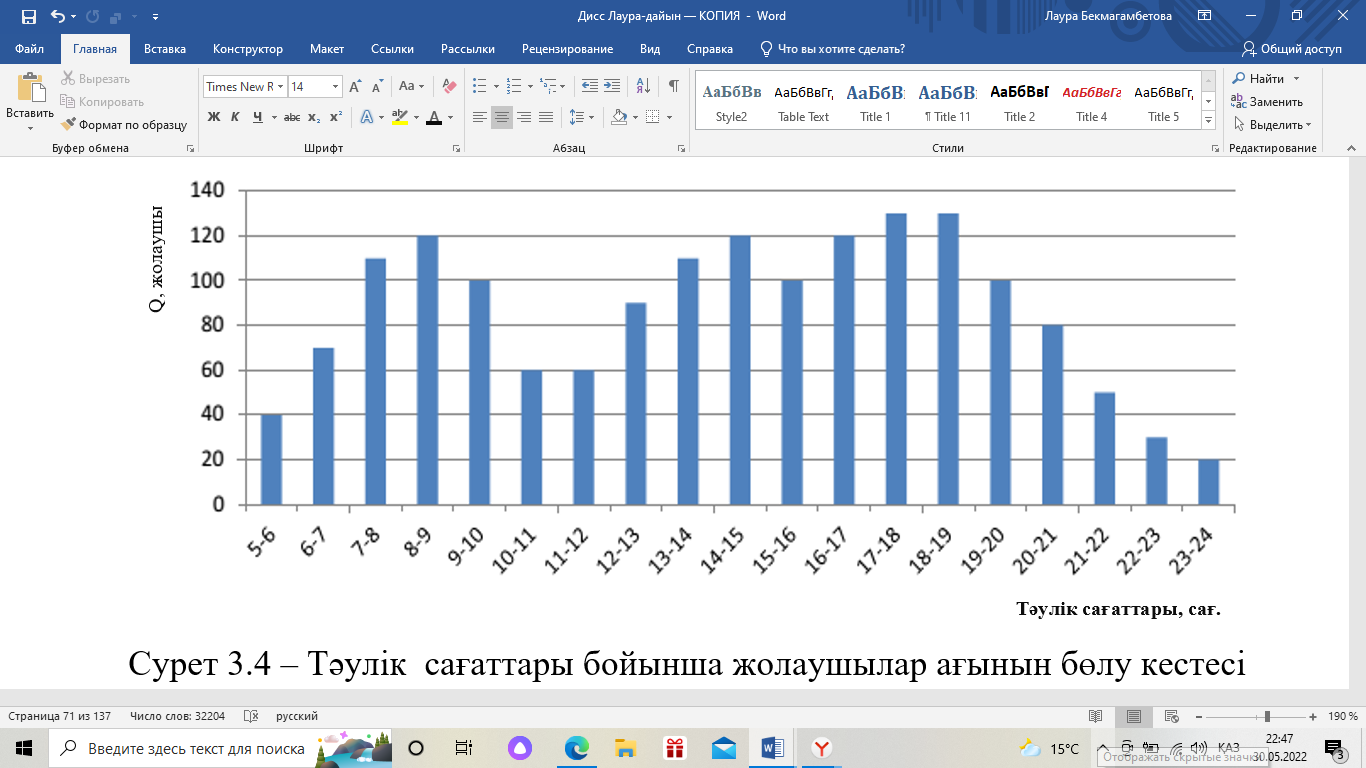 Дисс Лаура-дайын — КОПИЯ - Word
Лаура Бекмагамбетова
Файл Главная Вставка Конструктор Макет Ссылки Рассылки Рецензирование Вид Справка Что вы хотите сделать? Общий доступ
Вставить
Вырезать
Копировать
Формат по образцу
Буфер обмена
Times New R 14
Ж К Ч abc x₂ x²
Шрифт
Абзац
АаБбВв АаБбВвГг, АаБбВ: АаБбВ: АаБбВвГ АаБбВвГг АаБбВвГг,
Style2 Table Text Title 1 ¶ Title 11 Title 2 Title 4 Title 5
Стили
Найти
Заменить
Выделить
Редактирование
Q, жолаушы
140
120
100
80
60
40
20
0
5-6 6-7 7-8 8-9 9-10 10-11 11-12 12-13 13-14 14-15 15-16 16-17 17-18 18-19 19-20 20-21 21-22 22-23 23-24
Тәулік сағаттары, сағ.
Сурет 3.4 – Тәулік сағаттары бойынша жолаушылар ағынын бөлу кестесі
Страница 71 из 137 Число слов: 32204 русский 190 %
Введите здесь текст для поиска
15°C ҚАЗ 22:47
30.05.2022 3
Отображать скрытые значки